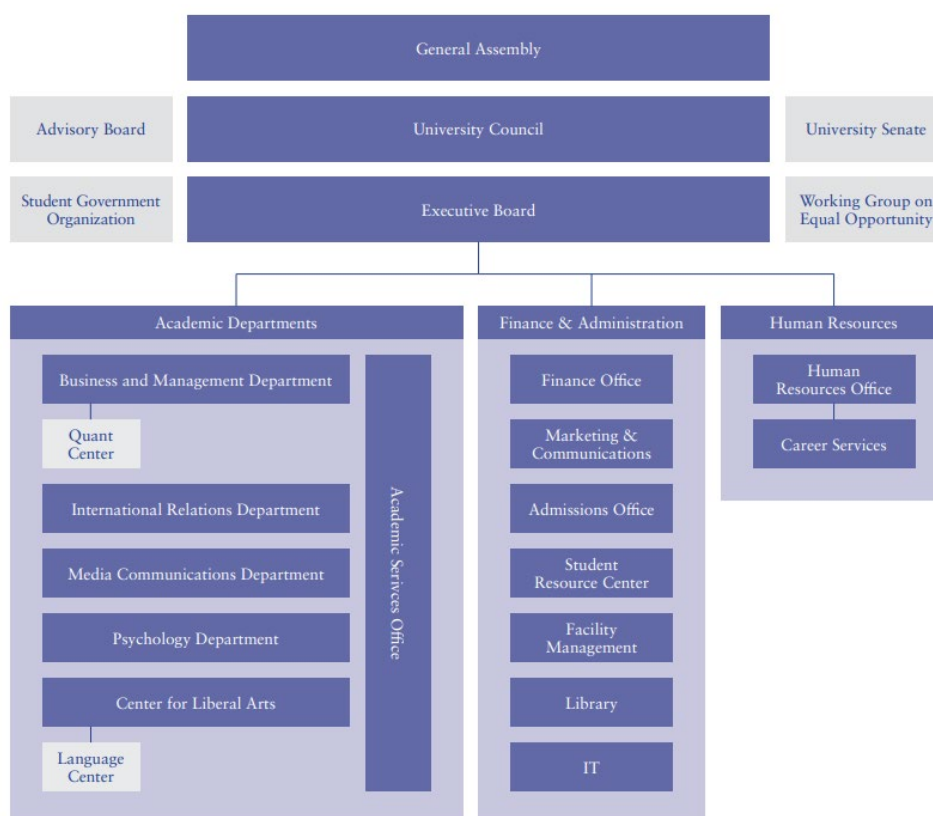 General Assembly
Advisory Board
University Council
University Senate
Student Government
Organization
Executive Board
Working Group on
Equal Opportunity
Academic Departments
Business and Management Department
Quant
Center
International Relations Department
Media Communications Department
Psychology Department
Center for Liberal Arts
Language
Center
Academic Serivces Office
Finance & Administration
Finance Office
Marketing &
Communications
Admissions Office
Student
Resource Center
Facility
Management
Library
IT
Human Resources
Human
Resources Office
Career Services